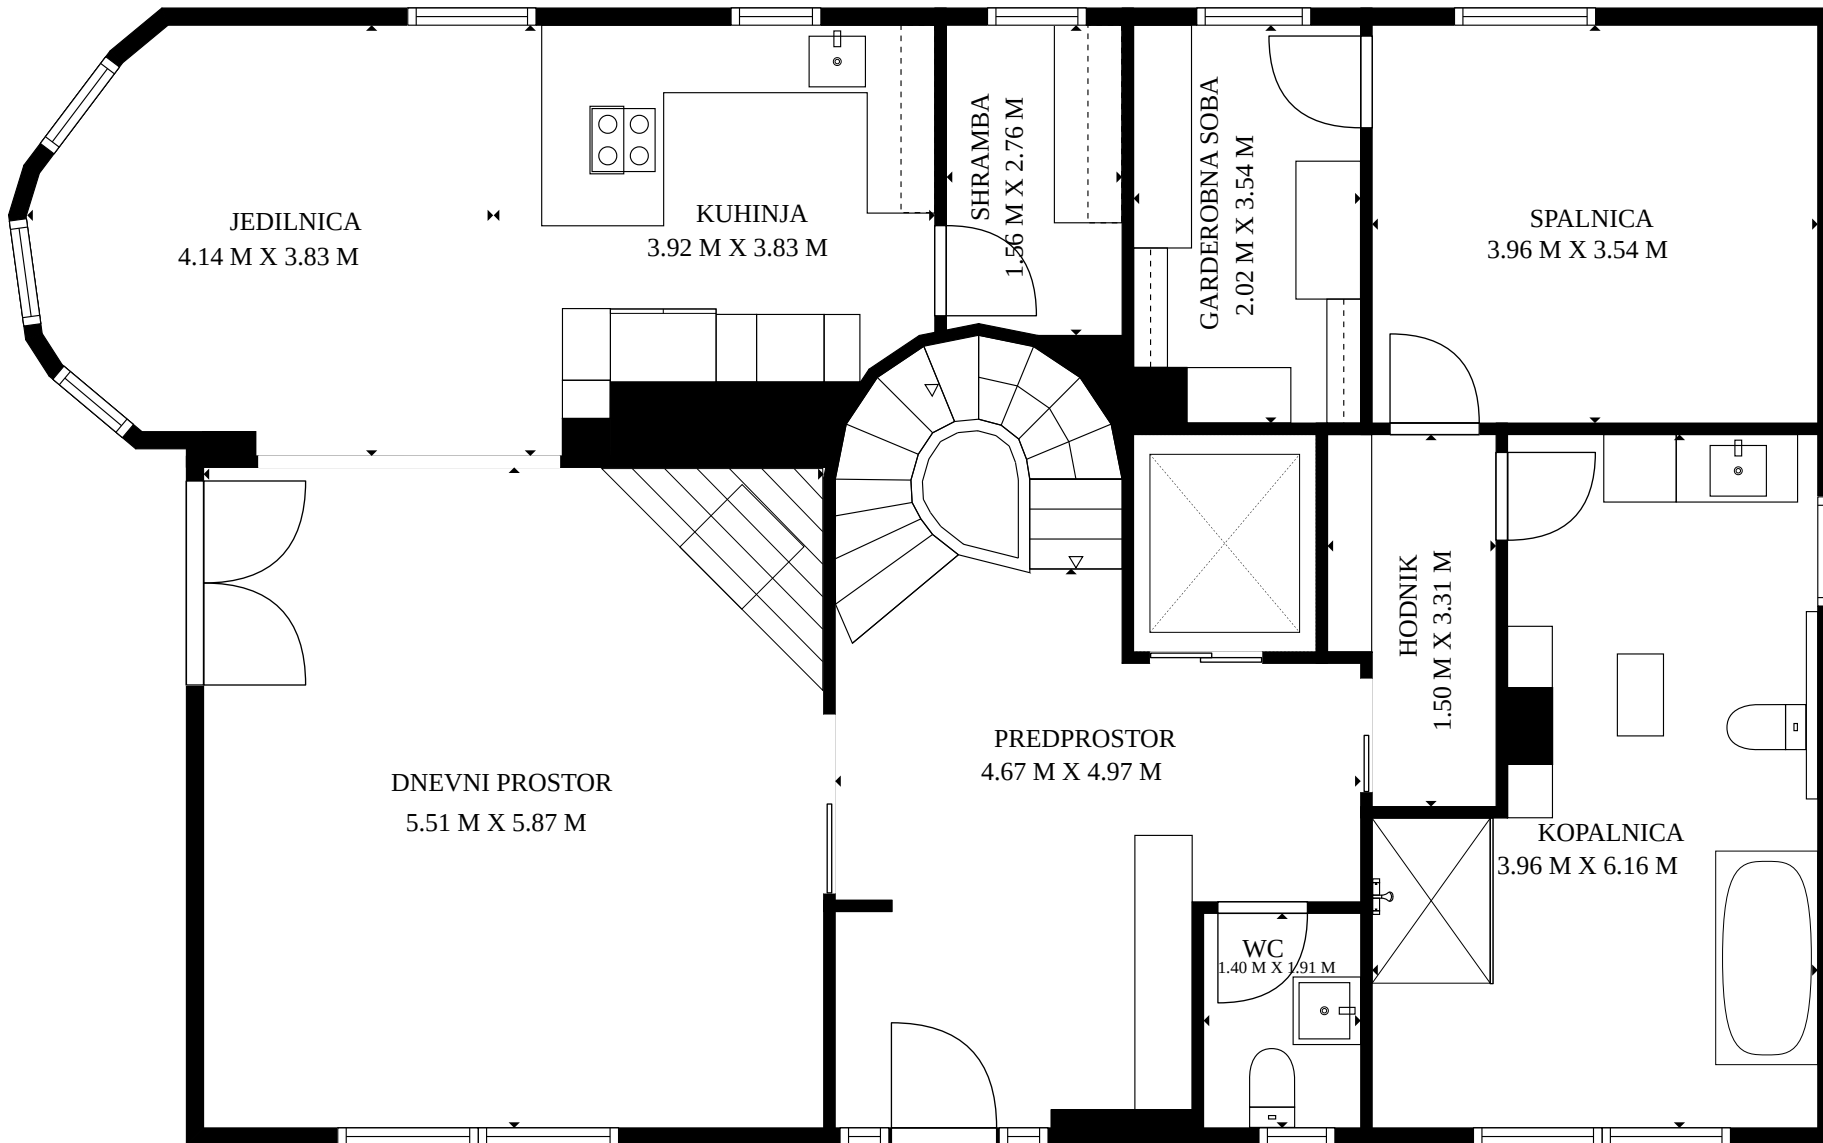 JEDILNICA
4.14 M X 3.83 M
KUHINJA
3.92 M X 3.83 M
SHRAMBA
1.56 M X 2.76 M
GARDEROBNA SOBA
2.02 M X 3.54 M
SPALNICA
3.96 M X 3.54 M
HODNIK
1.50 M X 3.31 M
DNEVNI PROSTOR
5.51 M X 5.87 M
PREDPROSTOR
4.67 M X 4.97 M
KOPALNICA
3.96 M X 6.16 M
WC
1.40 M X 1.91 M